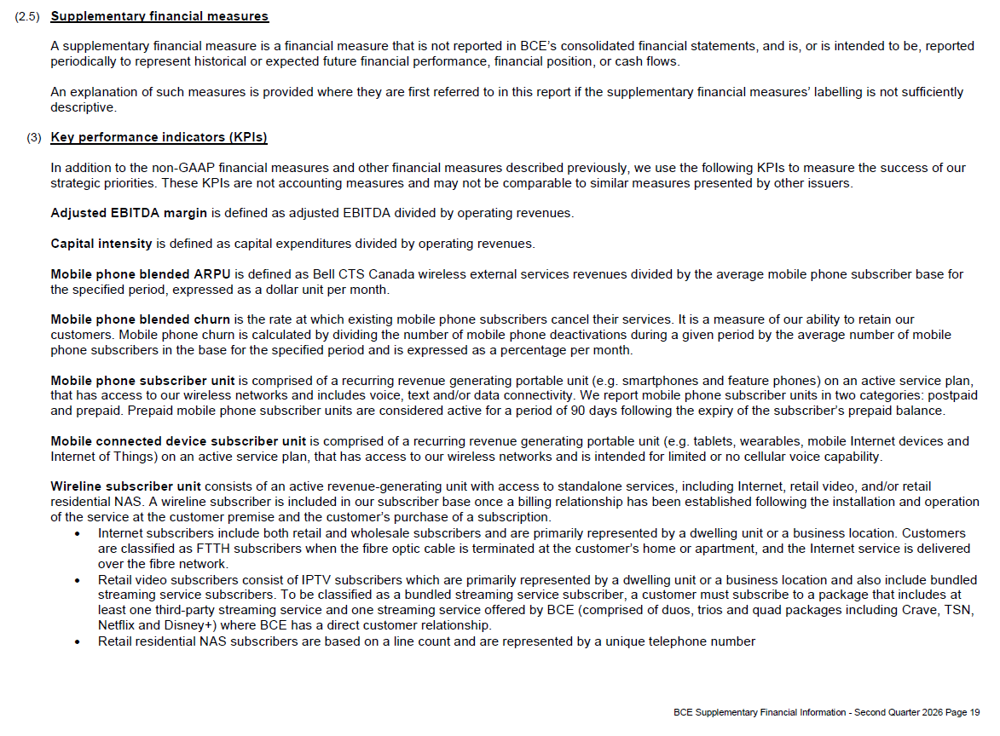 (2.5) Supplementary financial measures
A supplementary financial measure is a financial measure that is not reported in BCE's consolidated financial statements, and is, or is intended to be, reported
periodically to represent historical or expected future financial performance, financial position, or cash flows.
An explanation of such measures is provided where they are first referred to in this report if the supplementary financial measures' labelling is not sufficiently
descriptive.
(3) Key performance indicators (KPIs)
In addition to the non-GAAP financial measures and other financial measures described previously, we use the following KPIs to measure the success of our
strategic priorities. These KPIs are not accounting measures and may not be comparable to similar measures presented by other issuers.
Adjusted EBITDA margin is defined as adjusted EBITDA divided by operating revenues.
Capital intensity is defined as capital expenditures divided by operating revenues.
Mobile phone blended ARPU is defined as Bell CTS Canada wireless external services revenues divided by the average mobile phone subscriber base for
the specified period, expressed as a dollar unit per month.
Mobile phone blended churn is the rate at which existing mobile phone subscribers cancel their services. It is a measure of our ability to retain our
customers. Mobile phone churn is calculated by dividing the number of mobile phone deactivations during a given period by the average number of mobile
phone subscribers in the base for the specified period and is expressed as a percentage per month.
Mobile phone subscriber unit is comprised of a recurring revenue generating portable unit (e.g. smartphones and feature phones) on an active service plan,
that has access to our wireless networks and includes voice, text and/or data connectivity. We report mobile phone subscriber units in two categories: postpaid
and prepaid. Prepaid mobile phone subscriber units are considered active for a period of 90 days following the expiry of the subscriber's prepaid balance.
Mobile connected device subscriber unit is comprised of a recurring revenue generating portable unit (e.g. tablets, wearables, mobile Internet devices and
Internet of Things) on an active service plan, that has access to our wireless networks and is intended for limited or no cellular voice capability.
Wireline subscriber unit consists of an active revenue-generating unit with access to standalone services, including Internet, retail video, and/or retail
residential NAS. A wireline subscriber is included in our subscriber base once a billing relationship has been established following the installation and operation
of the service at the customer premise and the customer's purchase of a subscription.
• Internet subscribers include both retail and wholesale subscribers and are primarily represented by a dwelling unit or a business location. Customers
are classified as FTTH subscribers when the fibre optic cable is terminated at the customer's home or apartment, and the Internet service is delivered
over the fibre network.
• Retail video subscribers consist of IPTV subscribers which are primarily represented by a dwelling unit or a business location and also include bundled
streaming service subscribers. To be classified as a bundled streaming service subscriber, a customer must subscribe to a package that includes at
least one third-party streaming service and one streaming service offered by BCE (comprised of duos, trios and quad packages including Crave, TSN,
Netflix and Disney+) where BCE has a direct customer relationship.
• Retail residential NAS subscribers are based on a line count and are represented by a unique telephone number
BCE Supplementary Financial Information - Second Quarter 2026 Page 19